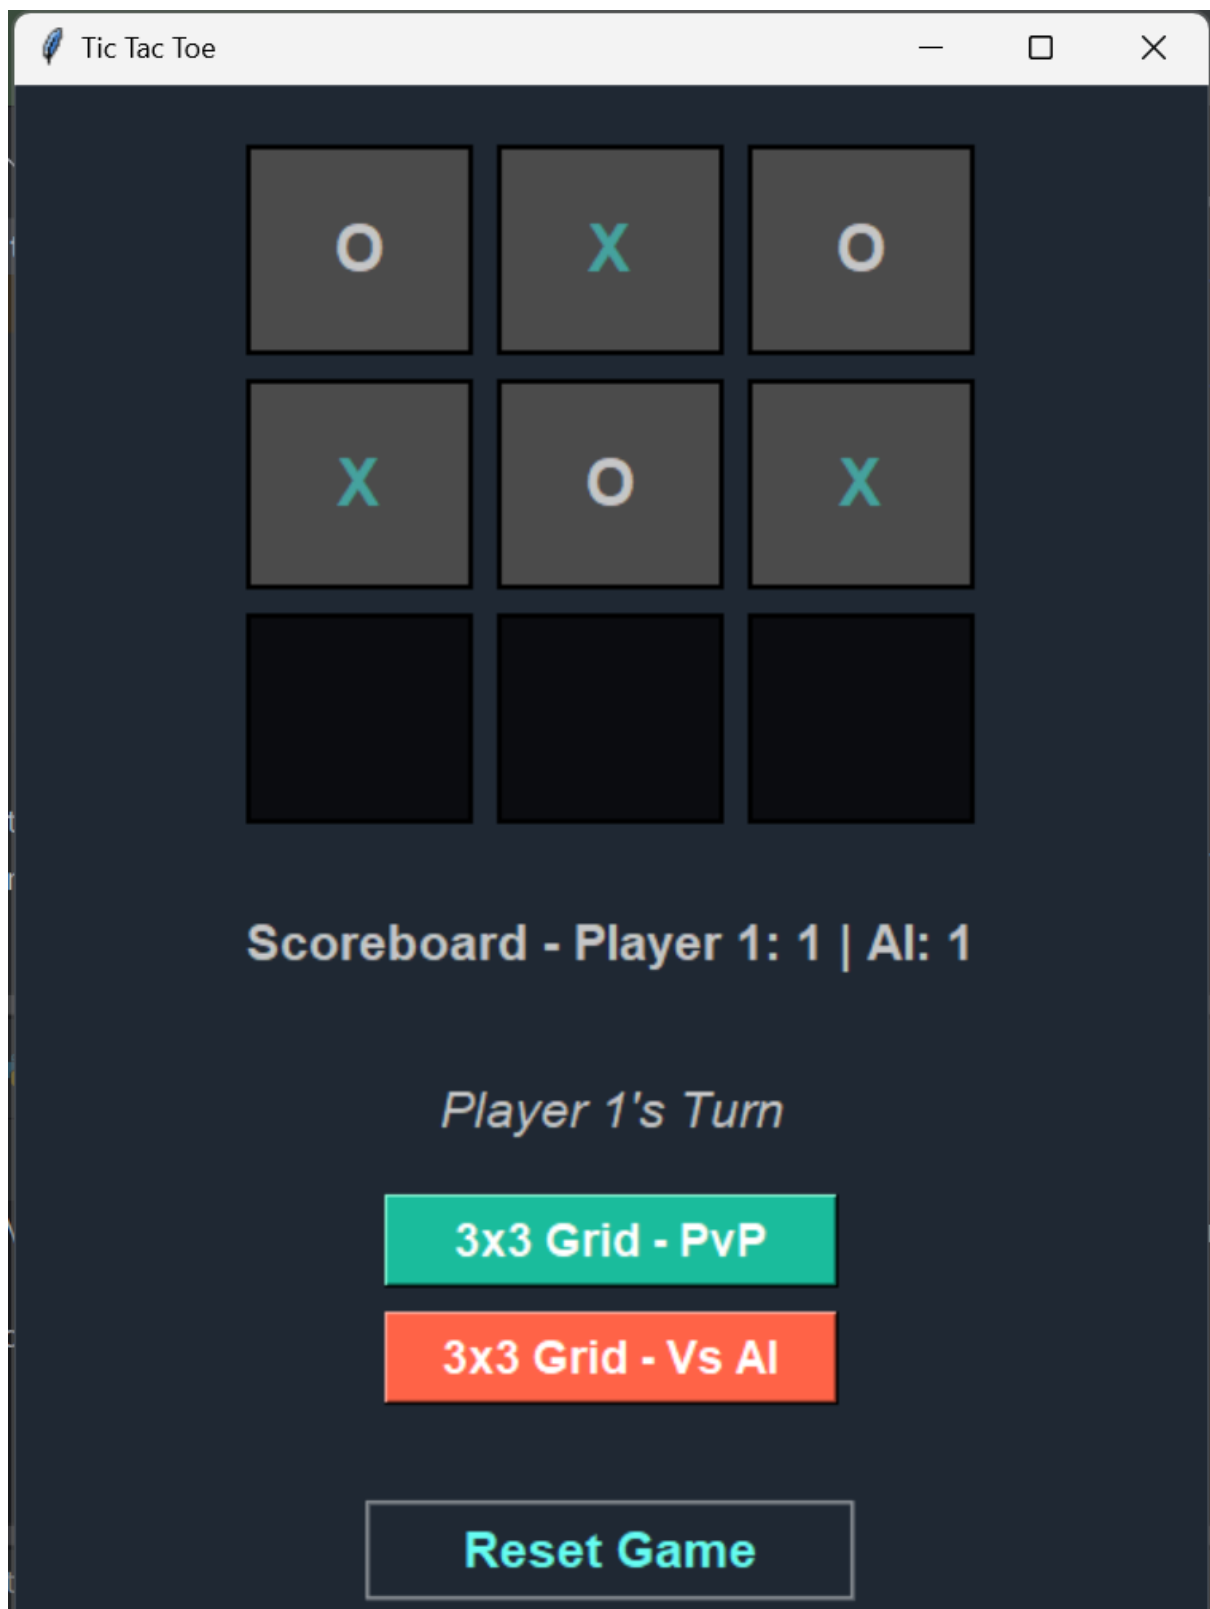 Tic Tac Toe
O X O
X O X
Scoreboard - Player 1: 1 | AI: 1
Player 1's Turn
3x3 Grid - PvP
3x3 Grid - Vs AI
Reset Game